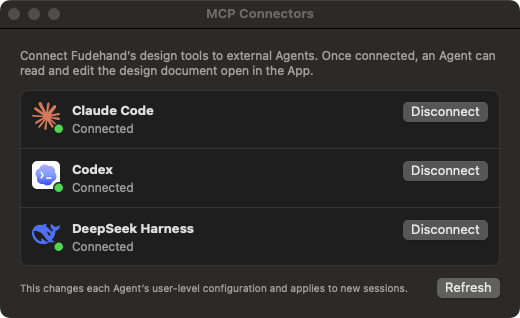 MCP Connectors
Connect Fudehand's design tools to external Agents. Once connected, an Agent can
read and edit the design document open in the App.
Claude Code
Connected
Disconnect
Codex
Connected
Disconnect
DeepSeek Harness
Connected
Disconnect
This changes each Agent's user-level configuration and applies to new sessions.
Refresh